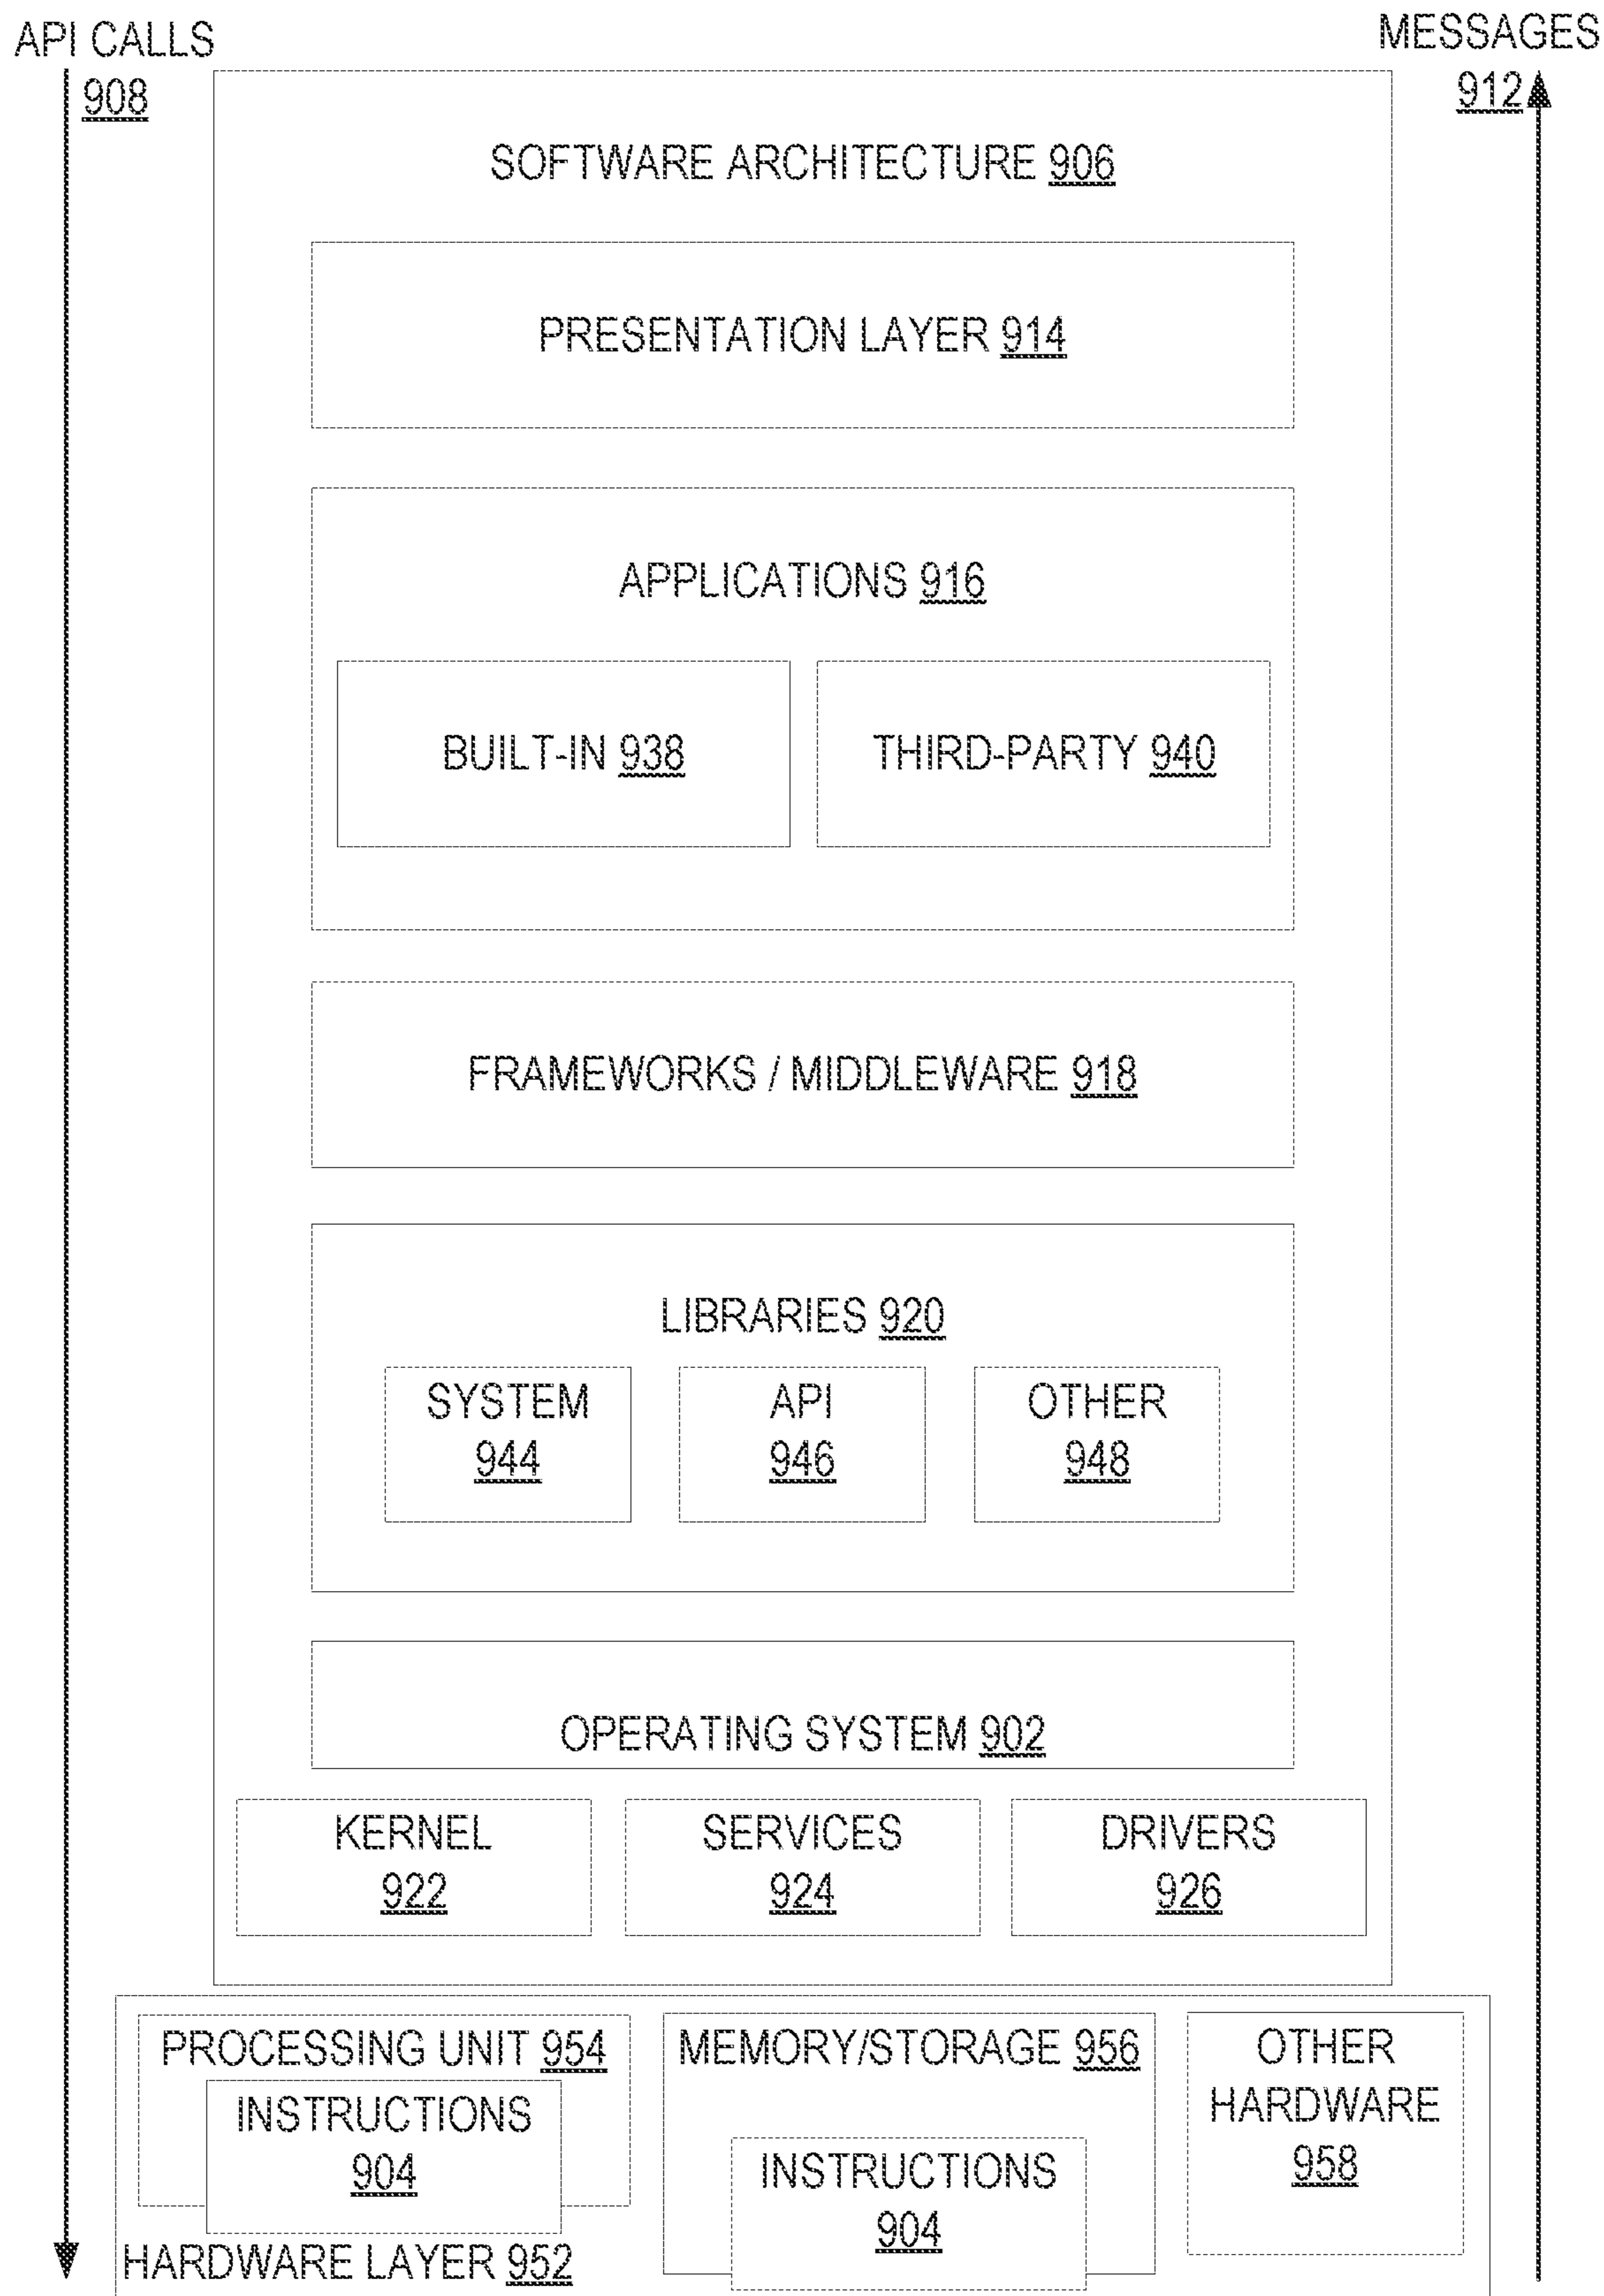 API CALLS
908
MESSAGES
912
SOFTWARE ARCHITECTURE 906
PRESENTATION LAYER 914
APPLICATIONS 916
BUILT-IN 938
THIRD-PARTY 940
FRAMEWORKS / MIDDLEWARE 918
LIBRARIES 920
SYSTEM
944
API
946
OTHER
948
OPERATING SYSTEM 902
KERNEL
922
SERVICES
924
DRIVERS
926
PROCESSING UNIT 954
INSTRUCTIONS
904
MEMORY/STORAGE 956
INSTRUCTIONS
904
OTHER
HARDWARE
958
HARDWARE LAYER 952